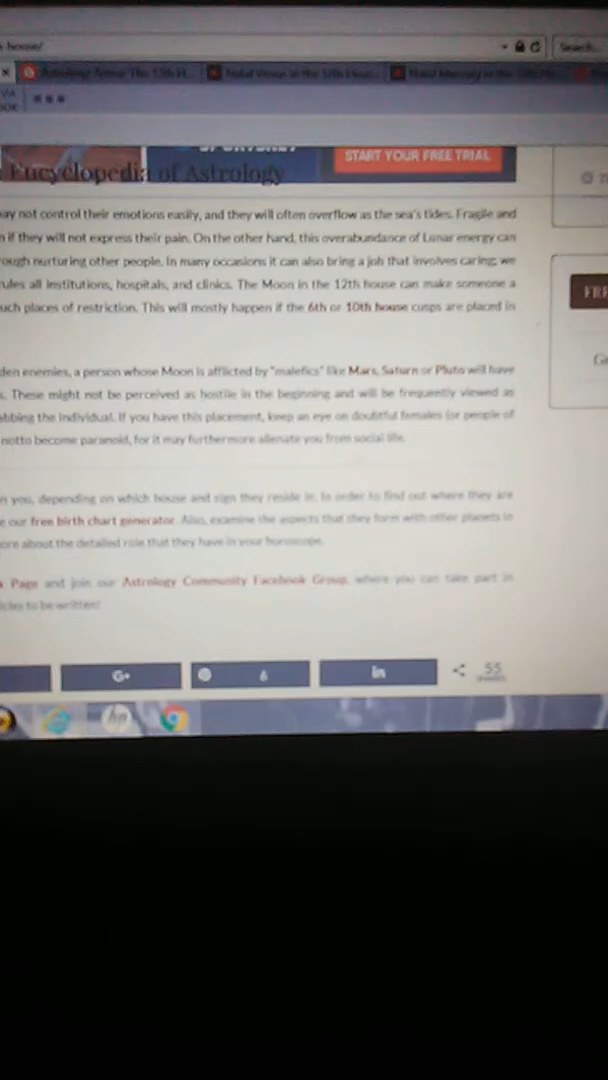 house/
Search...
START YOUR FREE TRIAL
Encyclopedia of Astrology
ay not control their emotions easily, and they will often overflow as the sea's tides. Fragile and
n if they will not express their pain. On the other hand, this overabundance of Lunar energy can
rough nurturing other people. In many occasions it can also bring a job that involves caring; we
rules all institutions, hospitals, and clinics. The Moon in the 12th house can make someone a
uch places of restriction. This will mostly happen if the 6th or 10th house cusps are placed in
FRE
den enemies, a person whose Moon is afflicted by "malefics" like Mars, Saturn or Pluto will have
s. These might not be perceived as hostile in the beginning and will be frequently viewed as
bbing the individual. If you have this placement, keep an eye on doubtful females (or people of
notto become paranoid, for it may furthermore alienate you from social life.
n you, depending on which house and sign they reside in. In order to find out where they are
e our free birth chart generator. Also, examine the aspects that they form with other planets in
ore about the detailed role that they have in your horoscope.
k Page and join our Astrology Community Facebook Group, where you can take part in
icles to be written!
G+
6
in
55
SHARES
hp